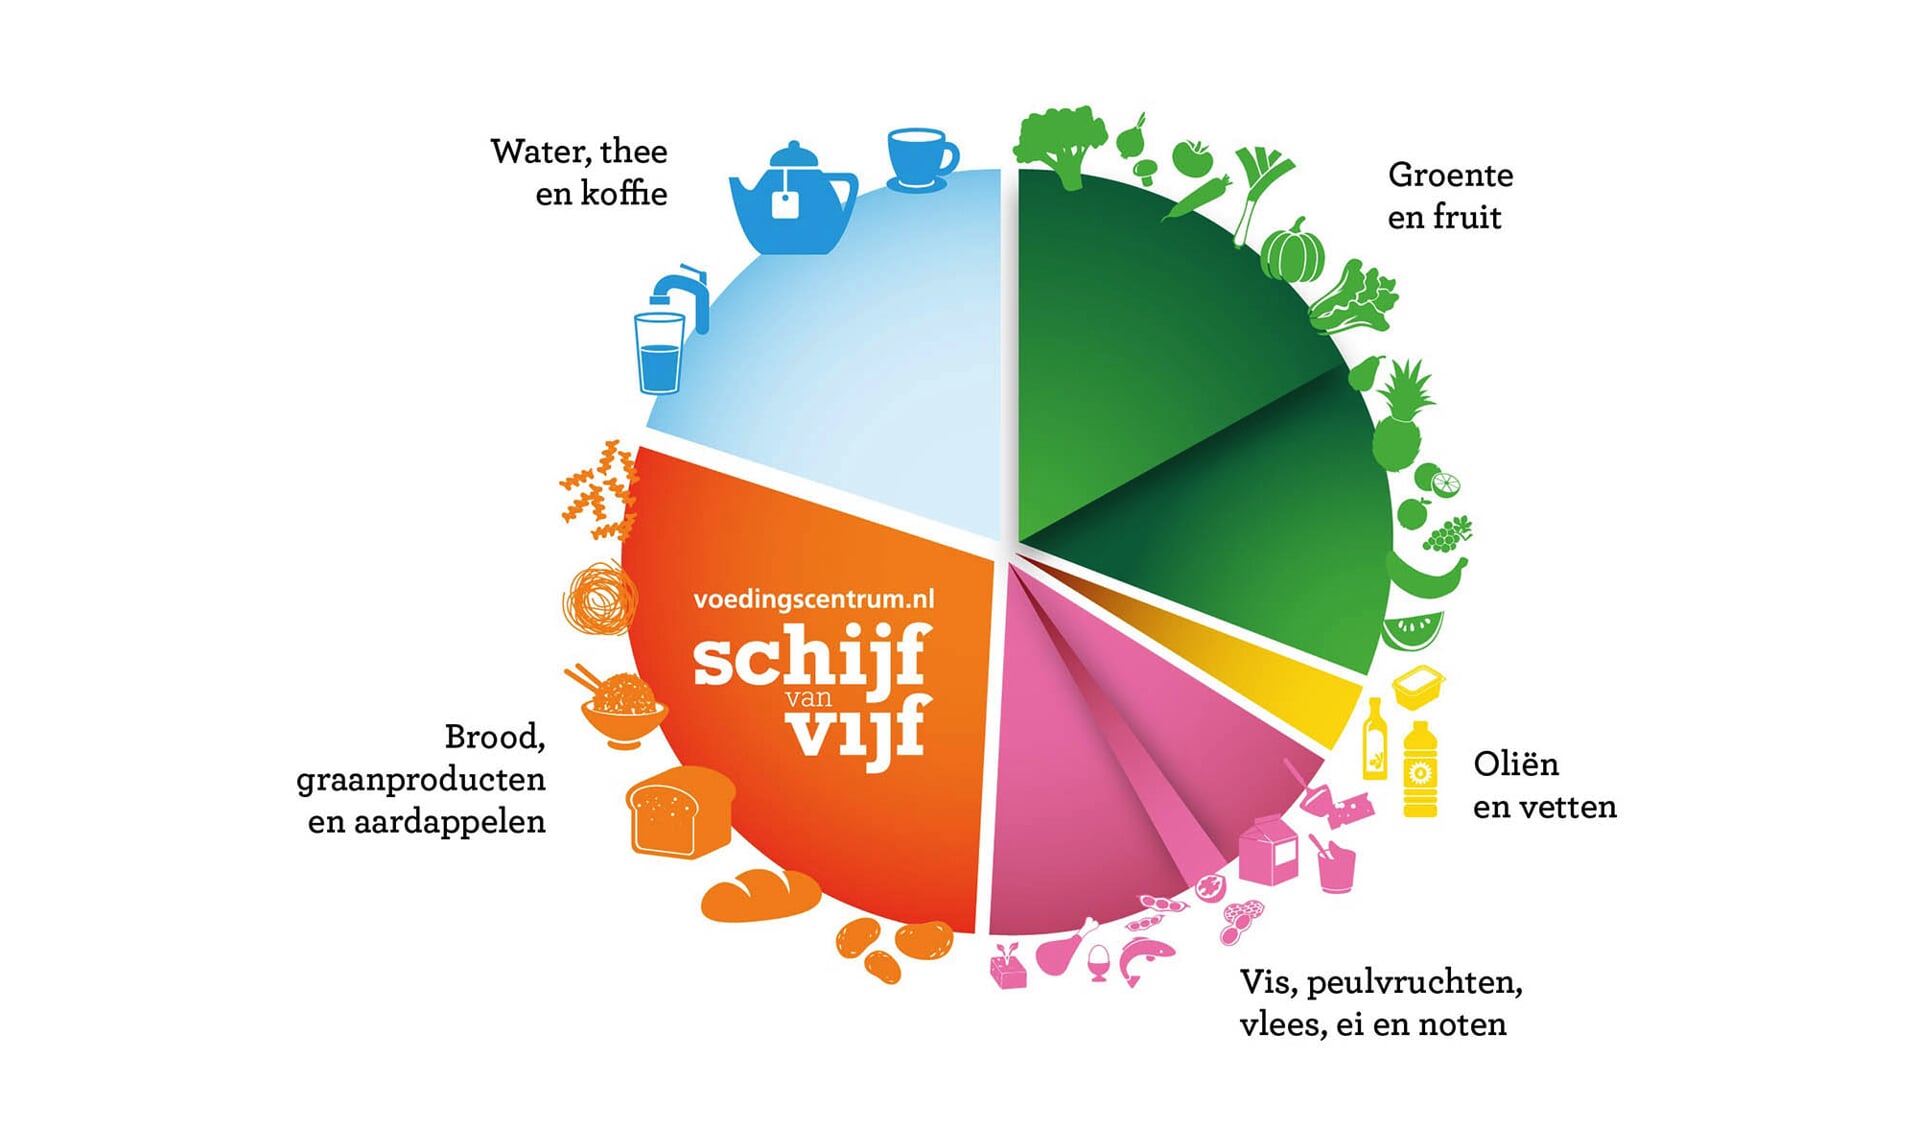 Water, thee
en koffie
Groente
en fruit
voedingscentrum.nl
schijf
van
vijf
Brood,
graanproducten
en aardappelen
Oliën
en vetten
Vis, peulvruchten,
vlees, ei en noten